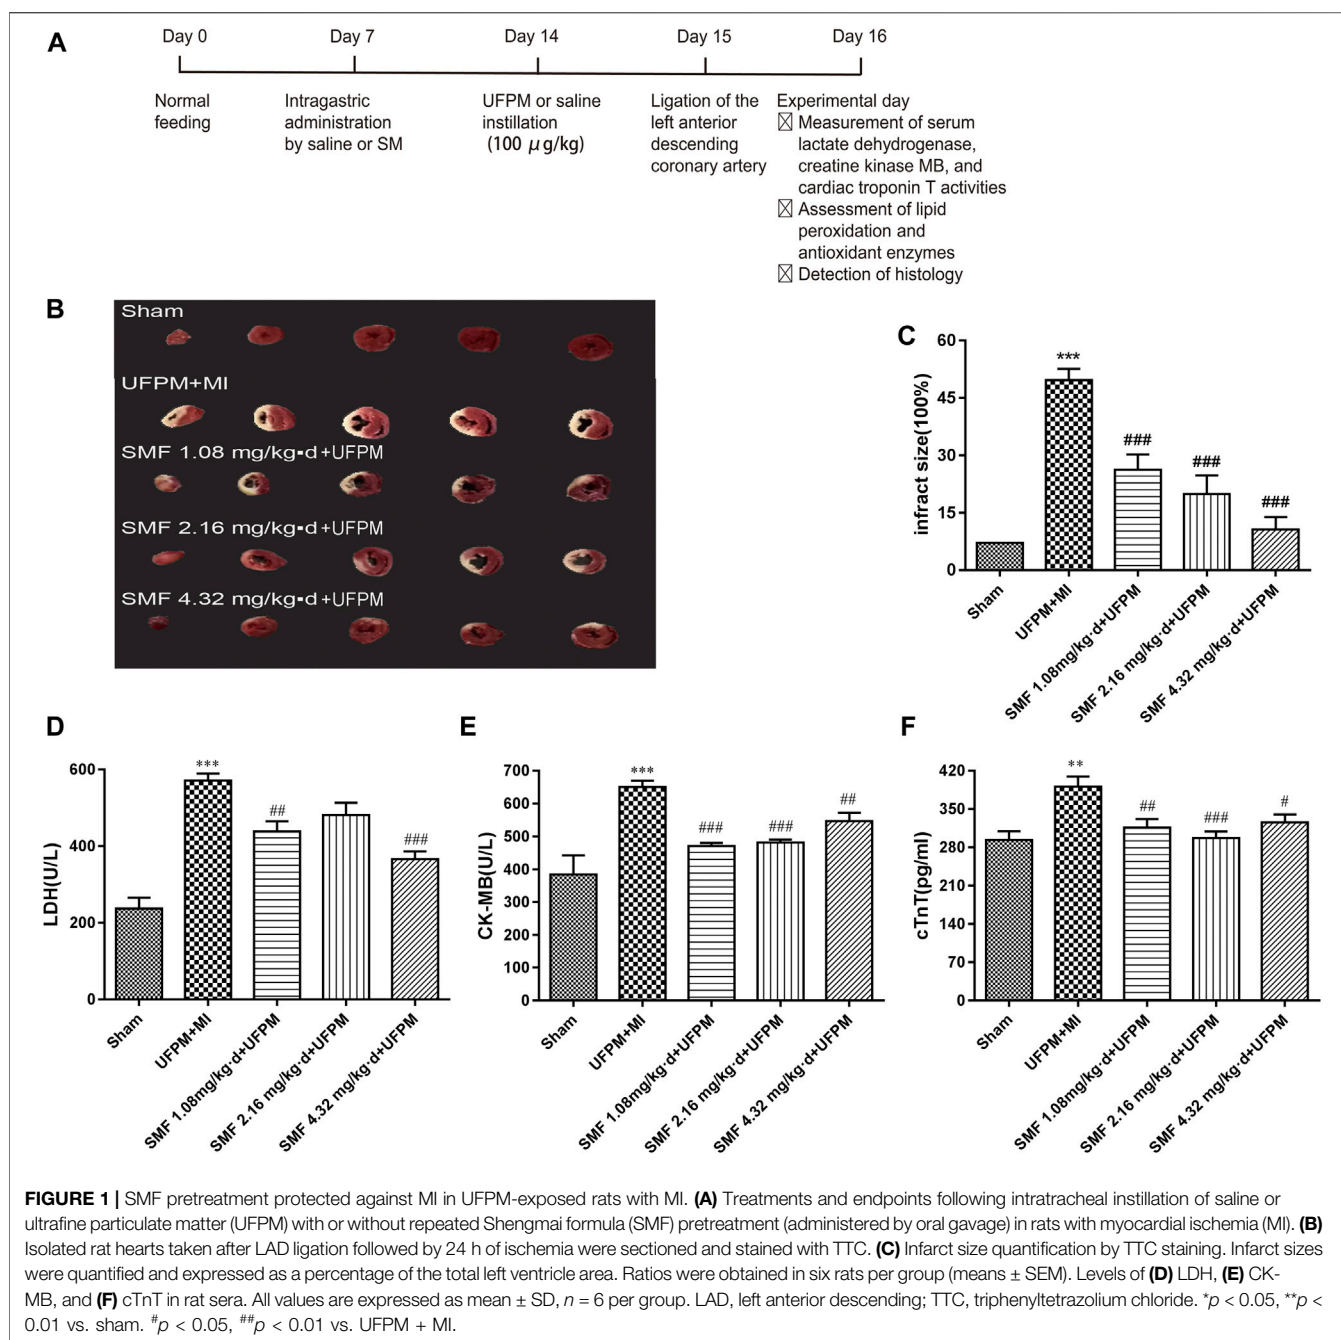 A
Day 0
Day 7
Day 14
Day 15
Day 16
Normal
feeding
Intragastric
administration
by saline or SM
UFPM or saline
instillation
(100 μg/kg)
Ligation of the
left anterior
descending
coronary artery
Experimental day
Measurement of serum
lactate dehydrogenase,
creatine kinase MB, and
cardiac troponin T activities
Assessment of lipid
peroxidation and
antioxidant enzymes
Detection of histology
B
Sham
UFPM+MI
SMF 1.08 mg/kg·d+UFPM
SMF 2.16 mg/kg·d+UFPM
SMF 4.32 mg/kg·d+UFPM
C
infract size(100%)
60
45
30
15
0
***
###
###
###
Sham
UFPM+MI
SMF 1.08mg/kg·d+UFPM
SMF 2.16 mg/kg·d+UFPM
SMF 4.32 mg/kg·d+UFPM
D
LDH(U/L)
600
400
200
0
***
##
###
Sham
UFPM+MI
SMF 1.08mg/kg·d+UFPM
SMF 2.16 mg/kg·d+UFPM
SMF 4.32 mg/kg·d+UFPM
E
CK-MB(U/L)
700
600
500
400
300
200
100
0
***
###
###
##
Sham
UFPM+MI
SMF 1.08mg/kg·d+UFPM
SMF 2.16 mg/kg·d+UFPM
SMF 4.32 mg/kg·d+UFPM
F
cTnT(pg/ml)
420
350
280
210
140
70
0
**
##
###
#
Sham
UFPM+MI
SMF 1.08mg/kg·d+UFPM
SMF 2.16 mg/kg·d+UFPM
SMF 4.32 mg/kg·d+UFPM
FIGURE 1 | SMF pretreatment protected against MI in UFPM-exposed rats with MI. (A) Treatments and endpoints following intratracheal instillation of saline or
ultrafine particulate matter (UFPM) with or without repeated Shengmai formula (SMF) pretreatment (administered by oral gavage) in rats with myocardial ischemia (MI). (B)
Isolated rat hearts taken after LAD ligation followed by 24 h of ischemia were sectioned and stained with TTC. (C) Infarct size quantification by TTC staining. Infarct sizes
were quantified and expressed as a percentage of the total left ventricle area. Ratios were obtained in six rats per group (means ± SEM). Levels of (D) LDH, (E) CK-
MB, and (F) cTnT in rat sera. All values are expressed as mean ± SD, n = 6 per group. LAD, left anterior descending; TTC, triphenyltetrazolium chloride. *p < 0.05, **p <
0.01 vs. sham. #p < 0.05, ##p < 0.01 vs. UFPM + MI.